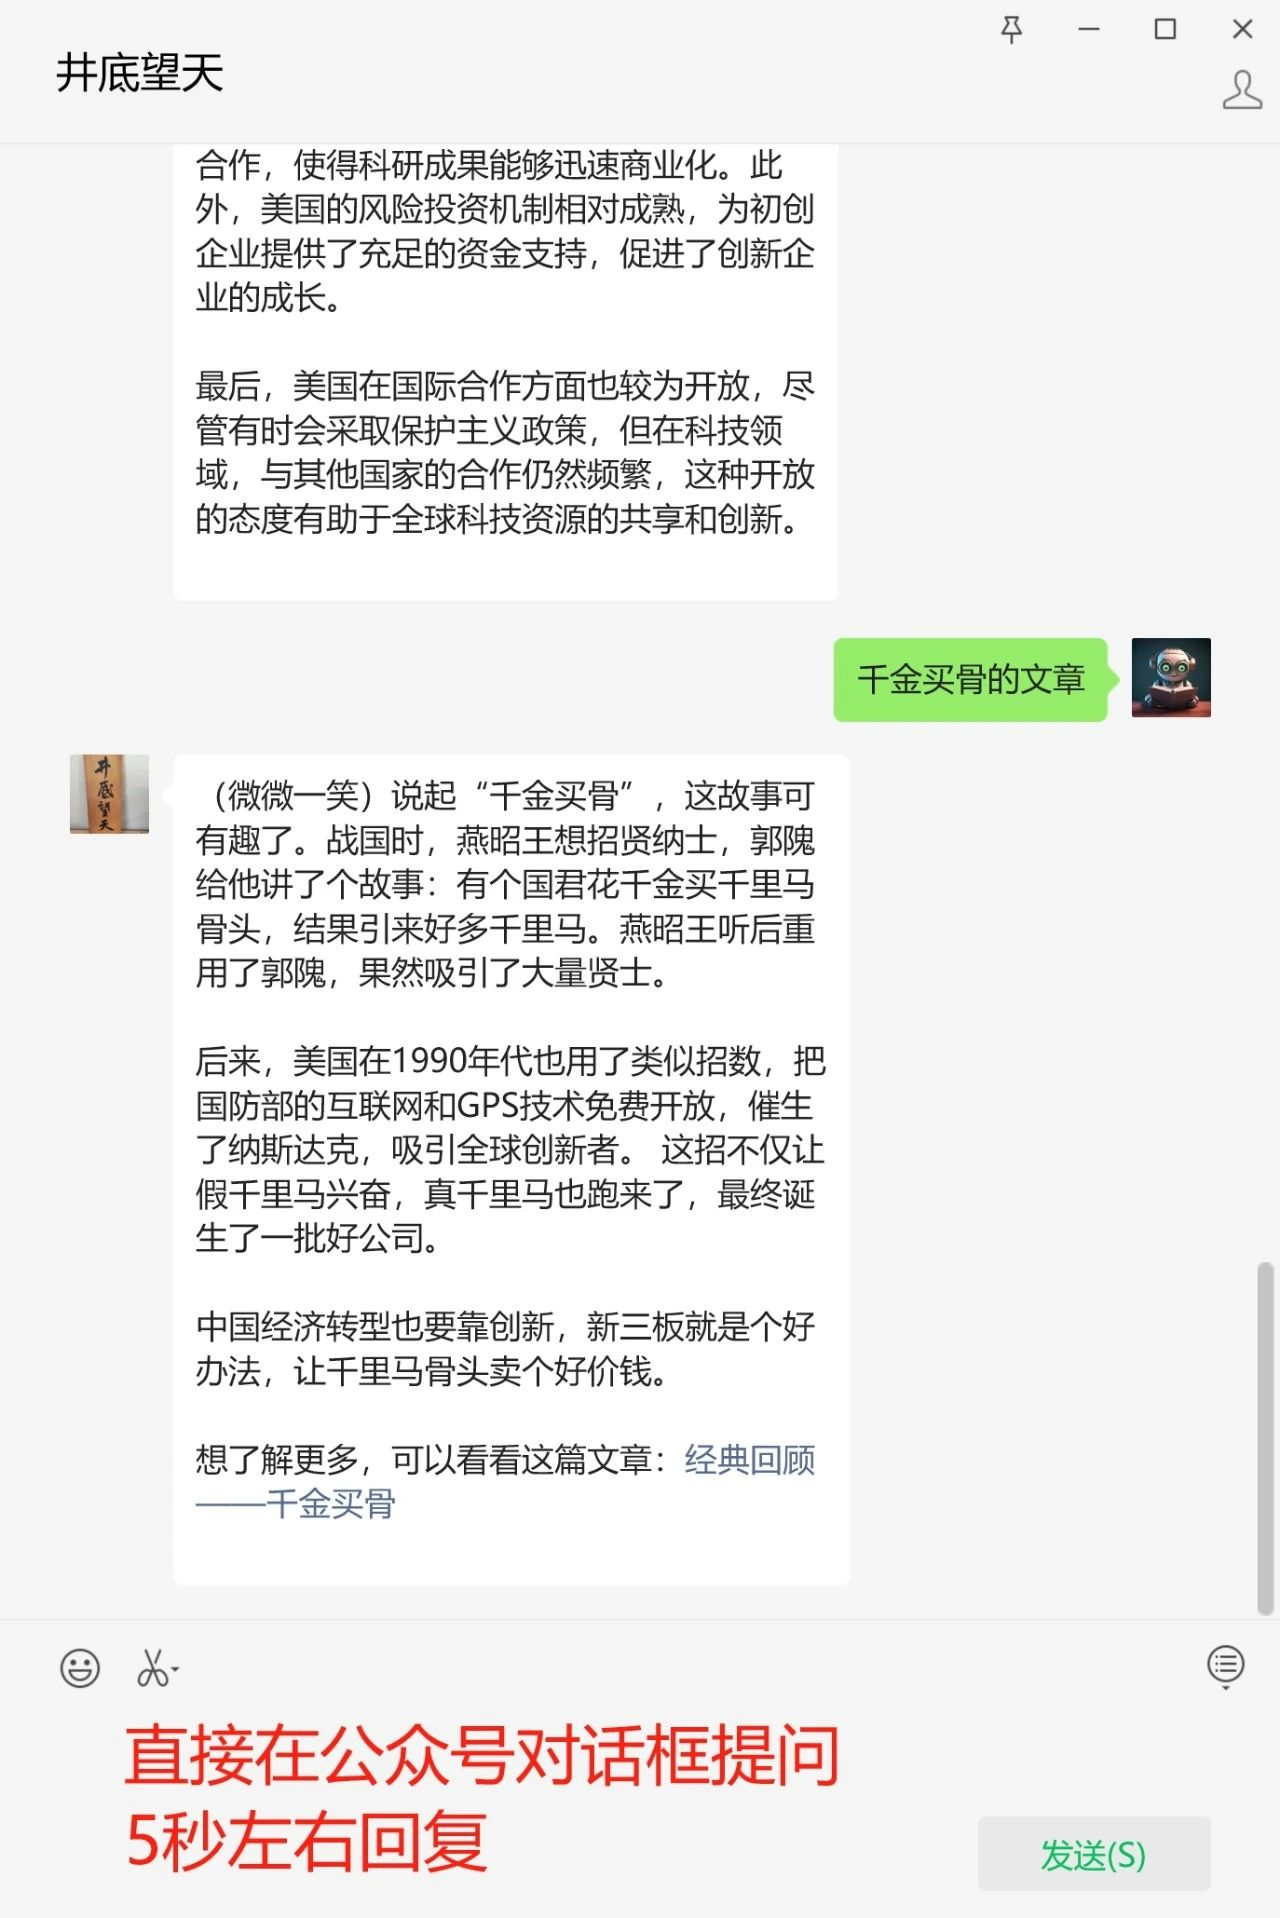 井底望天
合作，使得科研成果能够迅速商业化。此
外，美国的风险投资机制相对成熟，为初创
企业提供了充足的资金支持，促进了创新企
业的成长。
最后，美国在国际合作方面也较为开放，尽
管有时会采取保护主义政策，但在科技领
域，与其他国家的合作仍然频繁，这种开放
的态度有助于全球科技资源的共享和创新。
千金买骨的文章
井底望天
（微微一笑）说起“千金买骨”，这故事可
有趣了。战国时，燕昭王想招贤纳士，郭隗
给他讲了个故事：有个国君花千金买千里马
骨头，结果引来好多千里马。燕昭王听后重
用了郭隗，果然吸引了大量贤士。
后来，美国在1990年代也用了类似招数，把
国防部的互联网和GPS技术免费开放，催生
了纳斯达克，吸引全球创新者。 这招不仅让
假千里马兴奋，真千里马也跑来了，最终诞
生了一批好公司。
中国经济转型也要靠创新，新三板就是个好
办法，让千里马骨头卖个好价钱。
想了解更多，可以看看这篇文章：经典回顾
——千金买骨
直接在公众号对话框提问
5秒左右回复
发送(S)